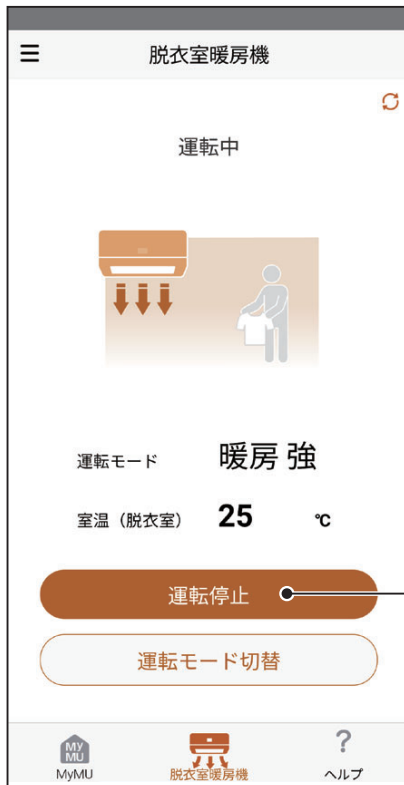 脱衣室暖房機
運転中
運転モード 暖房 強
室温（脱衣室） 25 ℃
運転停止
運転モード切替
MY
MU
MyMU 脱衣室暖房機 ? ヘルプ